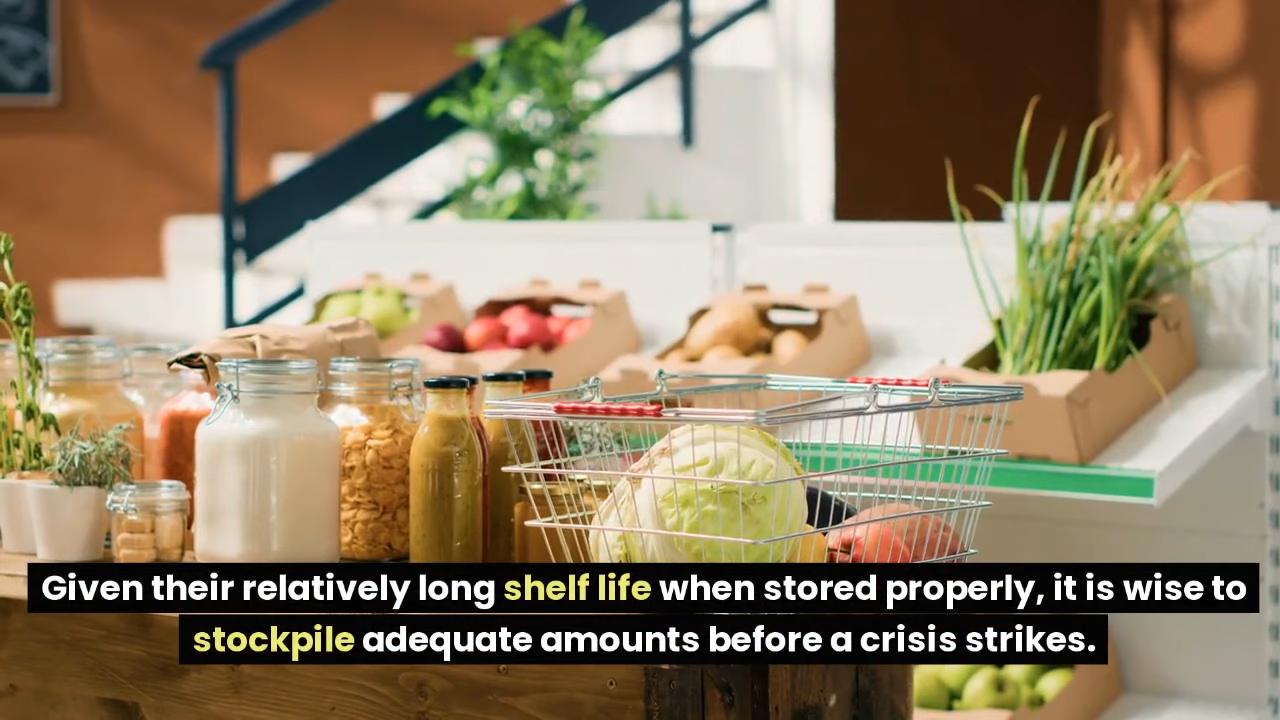 Given their relatively long shelf life when stored properly, it is wise to
stockpile adequate amounts before a crisis strikes.